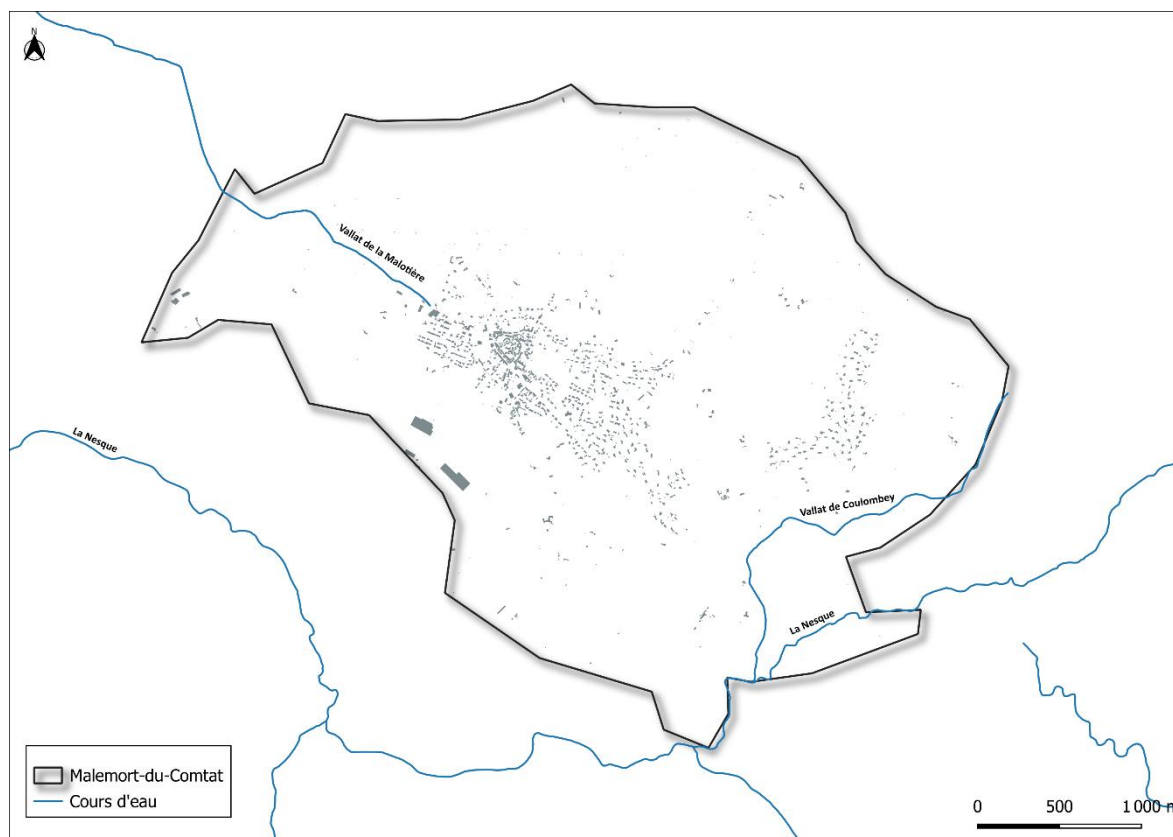 N
Vallat de la Malotière
La Nesque
Vallat de Coulombey
La Nesque
Malemort-du-Comtat
Cours d'eau
0 500 1 000 m